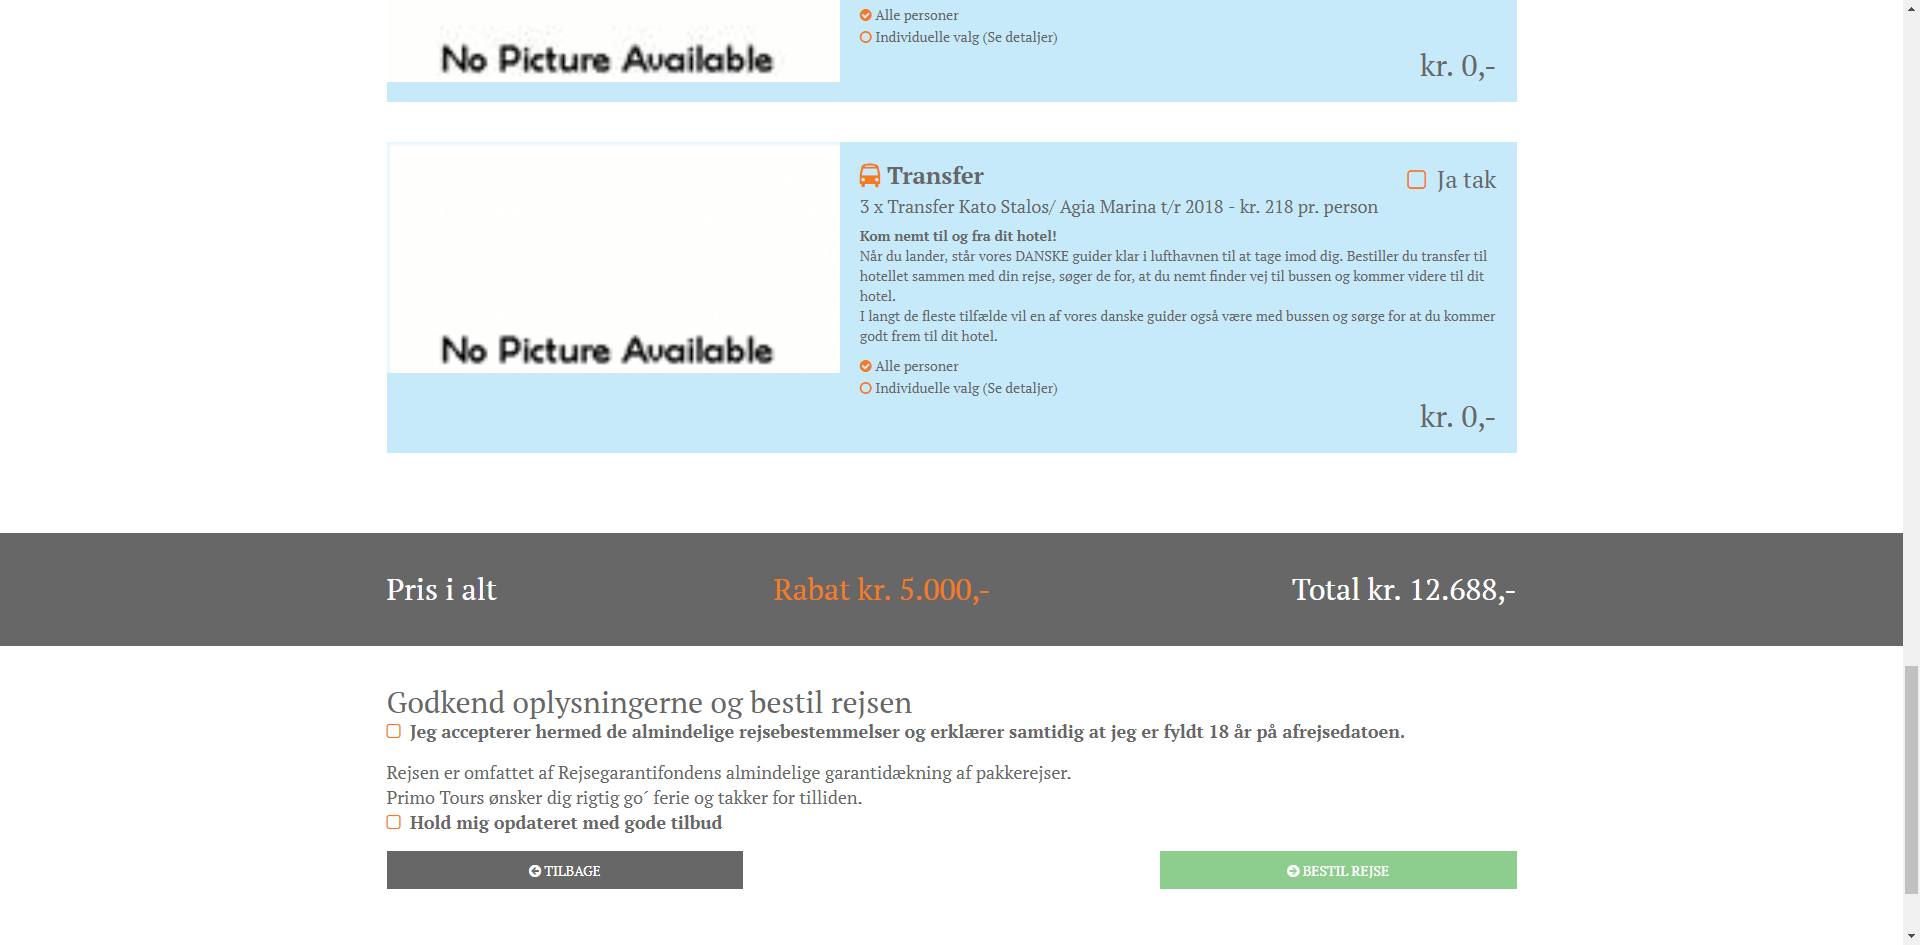 Alle personer
No Picture Available
Individuelle valg (Se detaljer)
kr. 0,-
No Picture Available
Transfer
Ja tak
3 x Transfer Kato Stalos/ Agia Marina t/r 2018 - kr. 218 pr. person
Kom nemt til og fra dit hotel!
Når du lander, står vores DANSKE guider klar i lufthavnen til at tage imod dig. Bestiller du transfer til
hotellet sammen med din rejse, søger de for, at du nemt finder vej til bussen og kommer videre til dit
hotel.
I langt de fleste tilfælde vil en af vores danske guider også være med bussen og sørge for at du kommer
godt frem til dit hotel.
Alle personer
Individuelle valg (Se detaljer)
kr. 0,-
Pris i alt
Rabat kr. 5.000,-
Total kr. 12.688,-
Godkend oplysningerne og bestil rejsen
Jeg accepterer hermed de almindelige rejsebestemmelser og erklærer samtidig at jeg er fyldt 18 år på afrejsedatoen.
Rejsen er omfattet af Rejsegarantifondens almindelige garantidækning af pakkerejser.
Primo Tours ønsker dig rigtig go´ ferie og takker for tilliden.
Hold mig opdateret med gode tilbud
TILBAGE
BESTIL REJSE